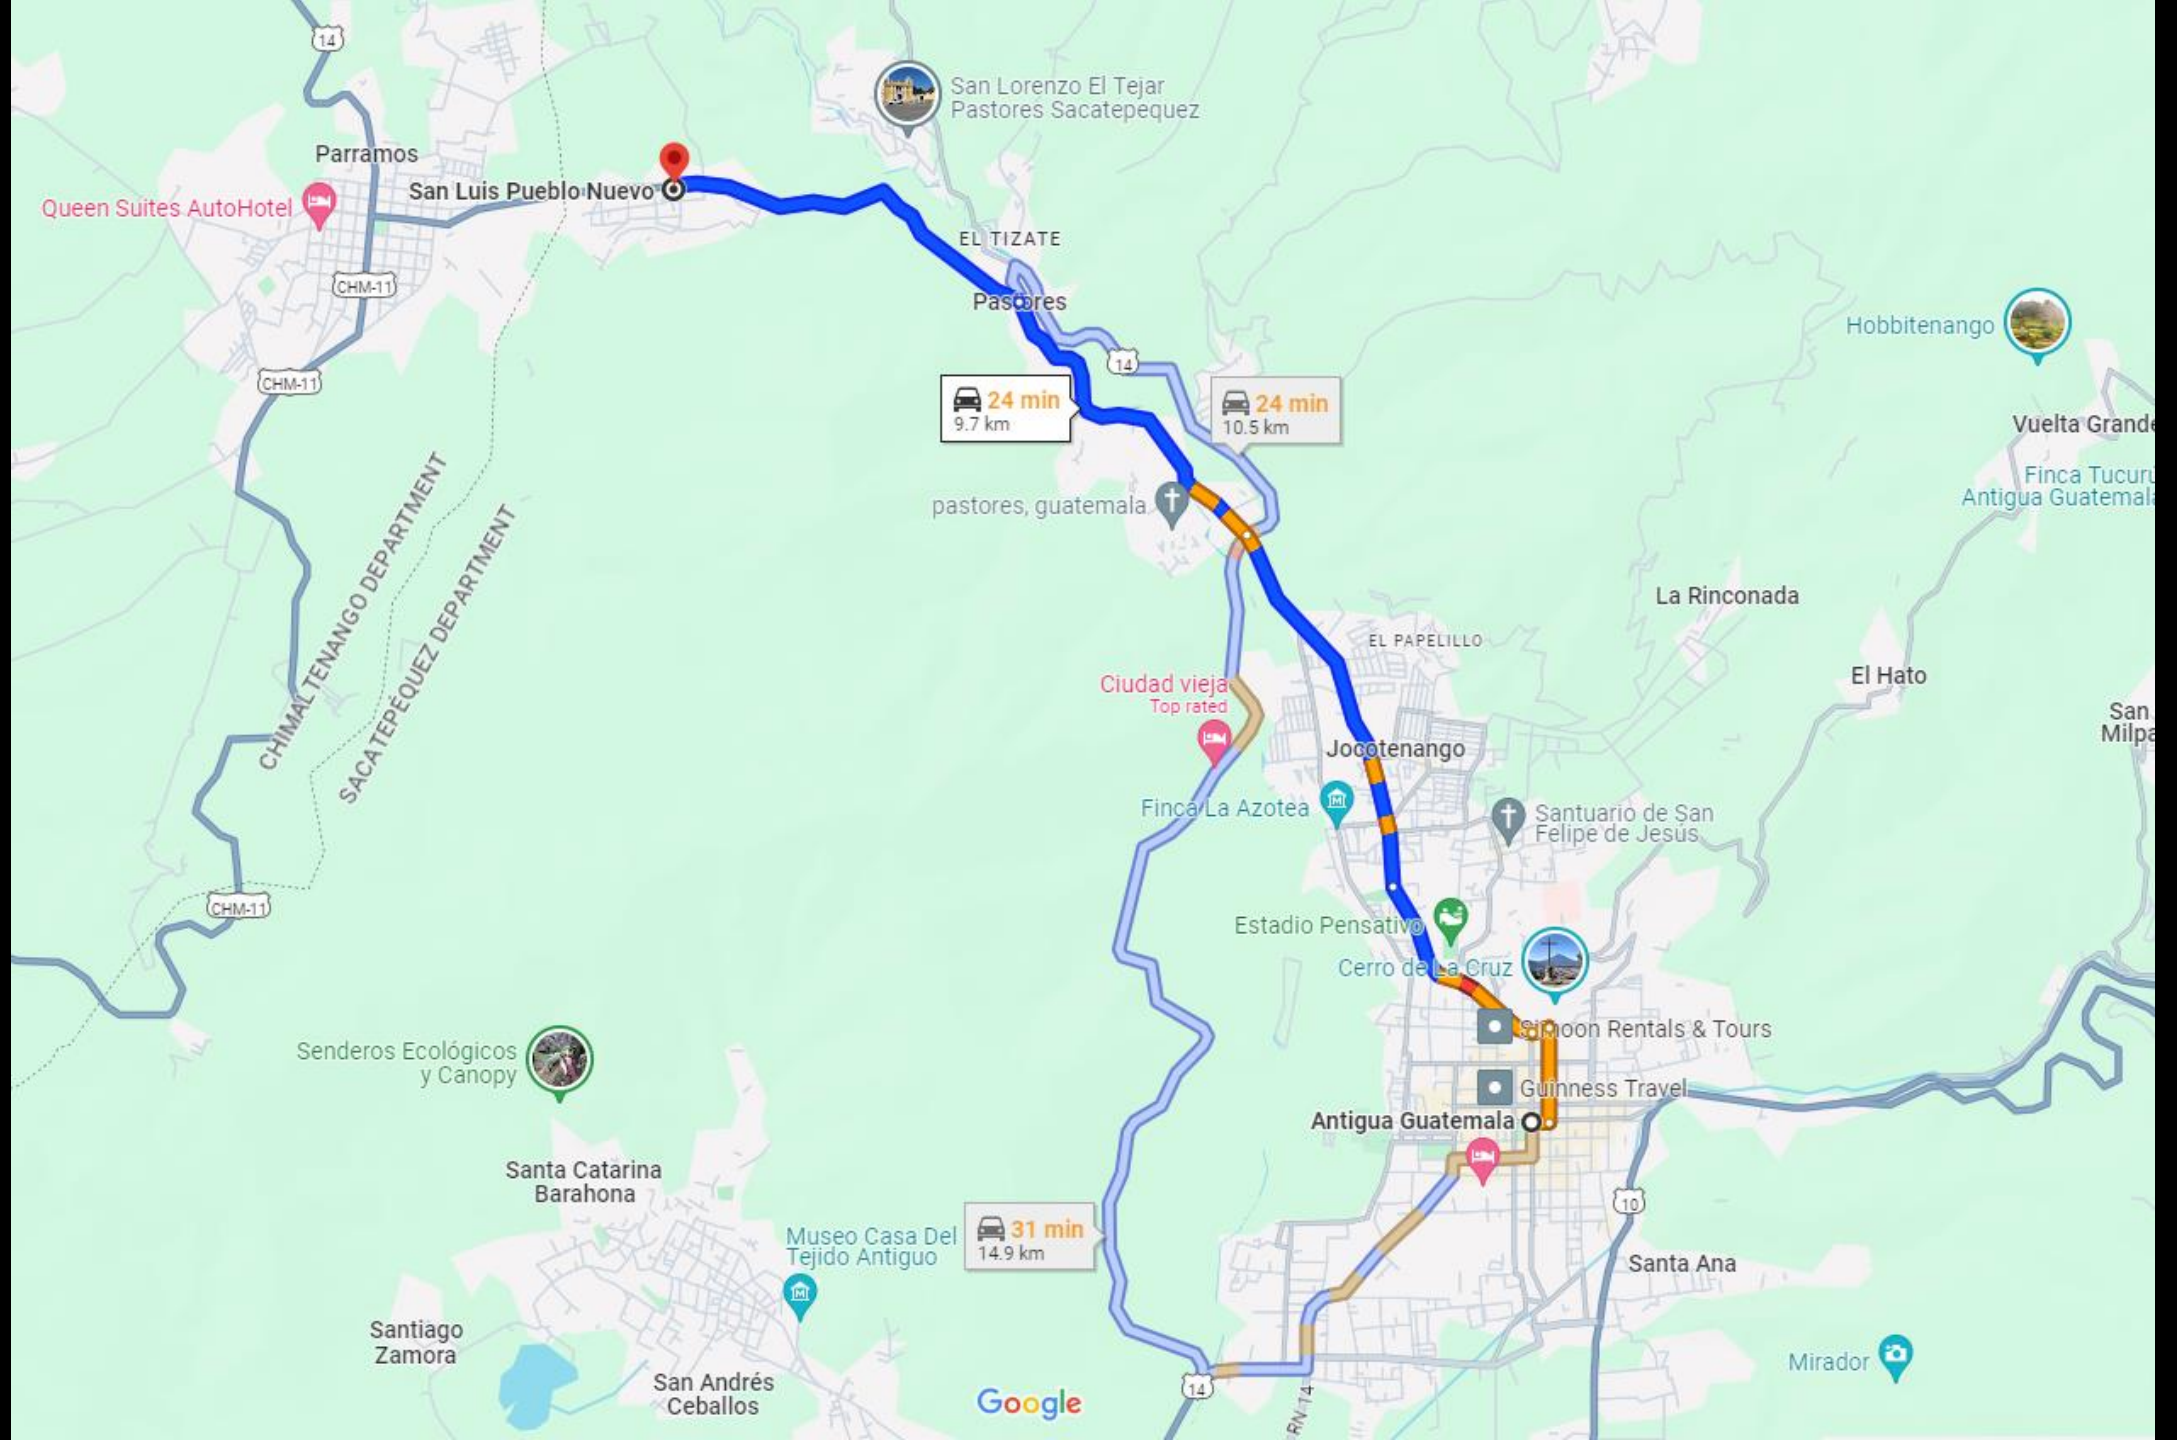 14
San Lorenzo El Tejar
Pastores Sacatepequez
Parramos
San Luis Pueblo Nuevo
Queen Suites AutoHotel
EL TIZATE
CHM-11
Pastores
Hobbitenango
14
CHM-11
24 min
9.7 km
24 min
10.5 km
Vuelta Grande
Finca Tucurú
Antigua Guatemala
pastores, guatemala
CHIMALTENANGO DEPARTMENT
SACATEPÉQUEZ DEPARTMENT
La Rinconada
EL PAPELILLO
El Hato
Ciudad vieja
Top rated
San
Milpa
Jocotenango
Finca La Azotea
Santuario de San
Felipe de Jesús
CHM-11
Estadio Pensativo
Cerro de La Cruz
Simoon Rentals & Tours
Senderos Ecológicos
y Canopy
Guinness Travel
Antigua Guatemala
Santa Catarina
Barahona
10
31 min
14.9 km
Museo Casa Del
Tejido Antiguo
Santa Ana
Santiago
Zamora
Mirador
San Andrés
Ceballos
14
RN-14
Google